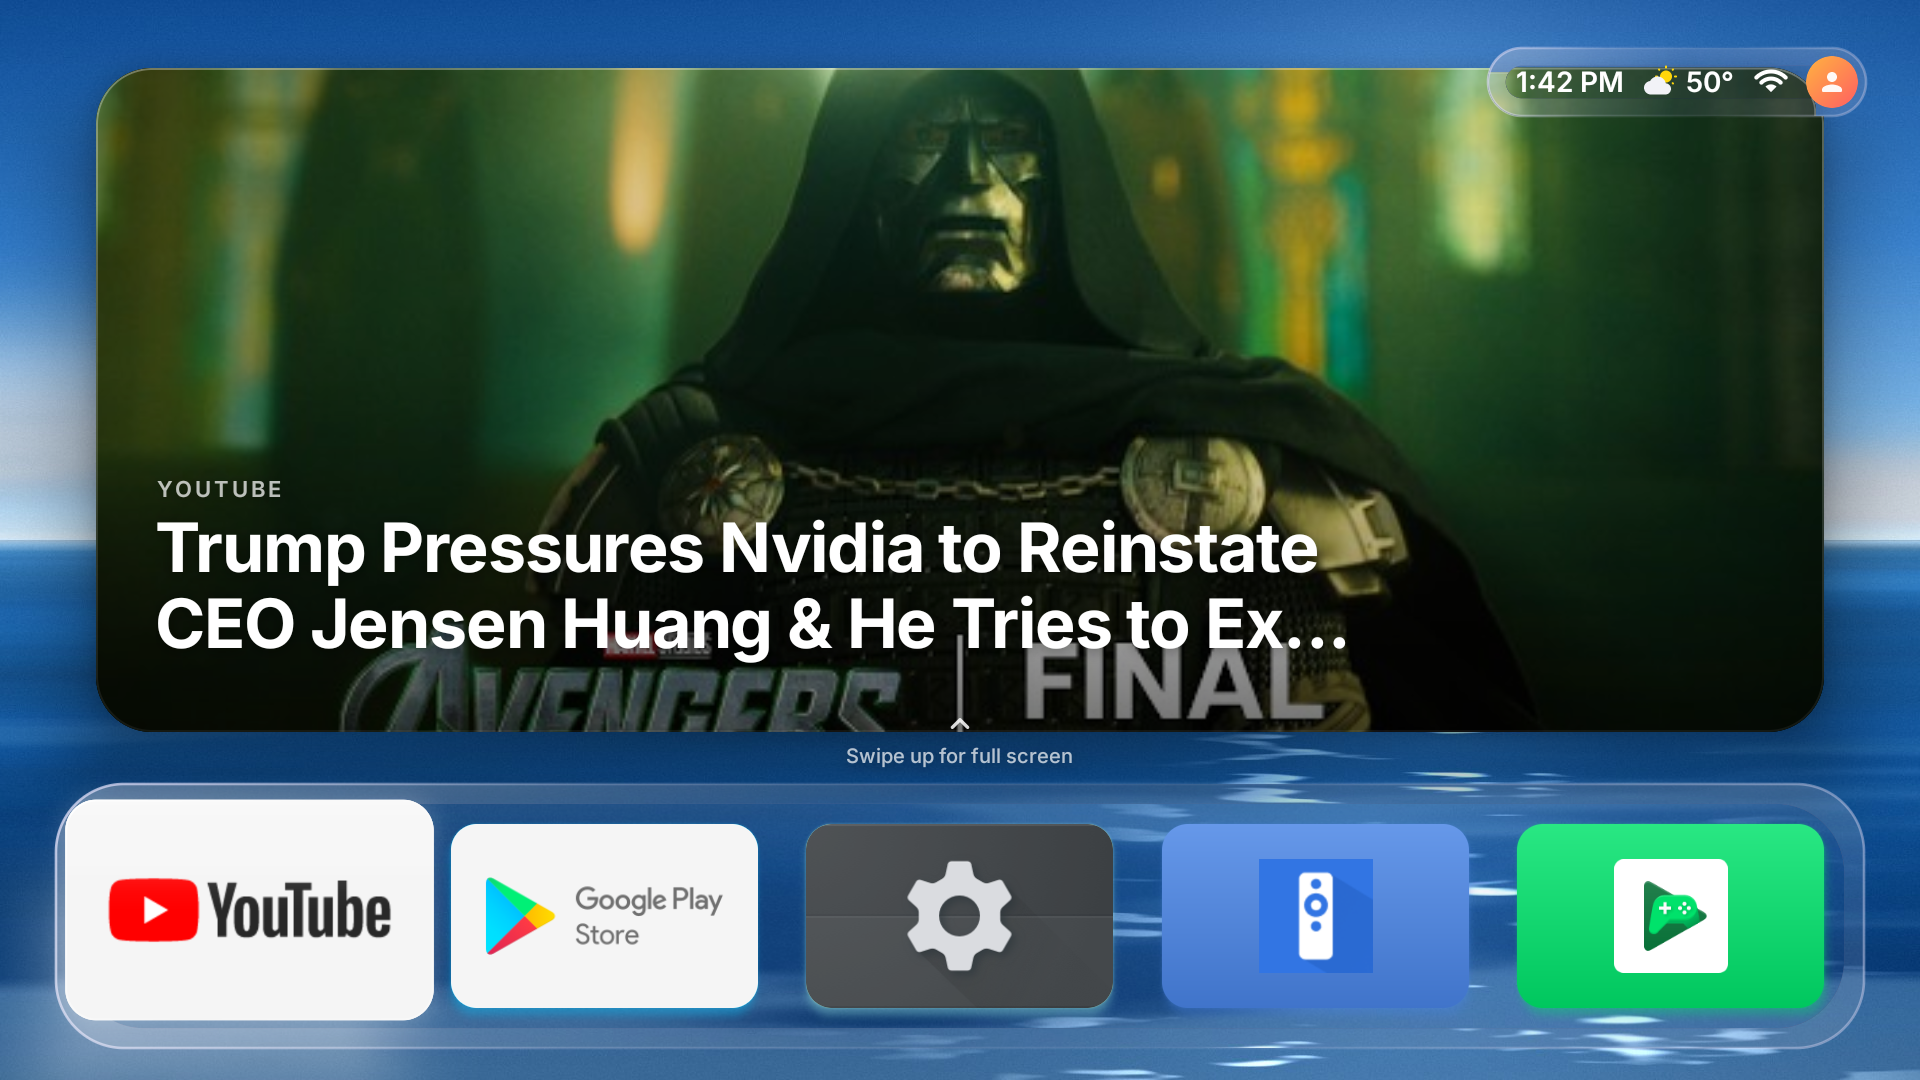 1:42 PM 50°
YOUTUBE
Trump Pressures Nvidia to Reinstate
CEO Jensen Huang & He Tries to Ex...
AVENGERS | FINAL
Swipe up for full screen
YouTube
Google Play
Store